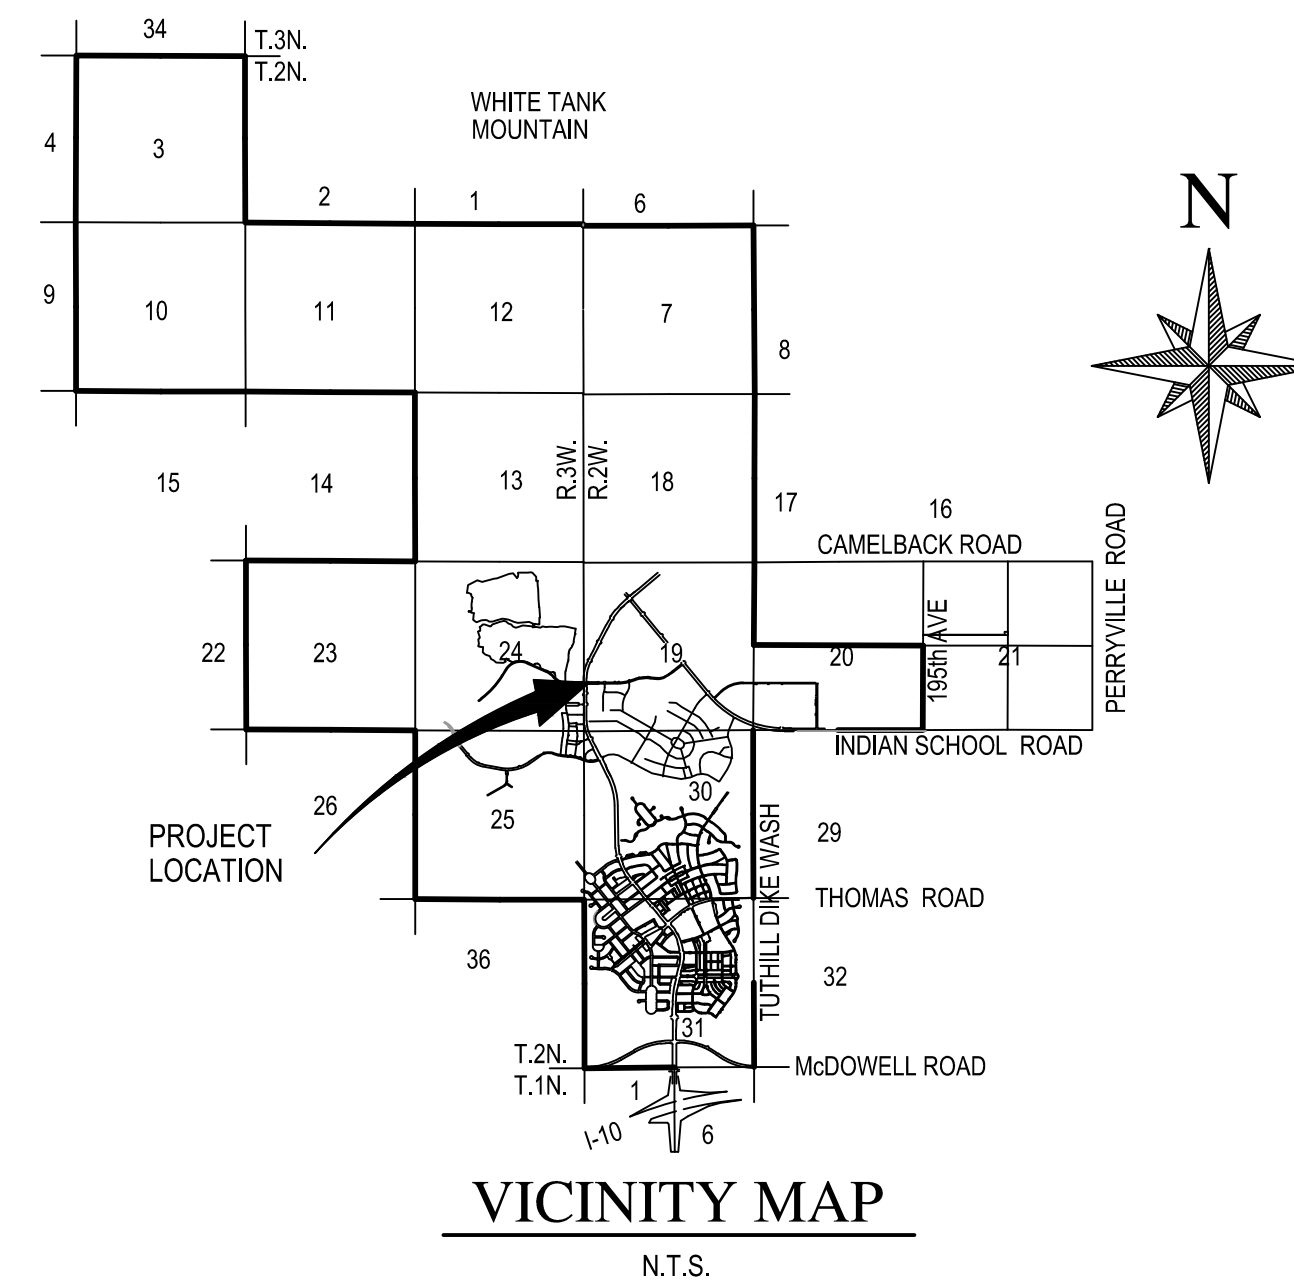 34
T.3N.
T.2N.
WHITE TANK
MOUNTAIN
4
3
N
2
1
6
9
10
11
12
7
8
R.3W.
R.2W.
15
14
13
18
17
16
CAMELBACK ROAD
PERRYVILLE ROAD
195th AVE
22
23
24
19
20
21
INDIAN SCHOOL ROAD
26
25
30
29
PROJECT
LOCATION
TUTHILL DIKE WASH
THOMAS ROAD
36
32
31
T.2N.
T.1N.
McDOWELL ROAD
1
I-10
6
VICINITY MAP
N.T.S.